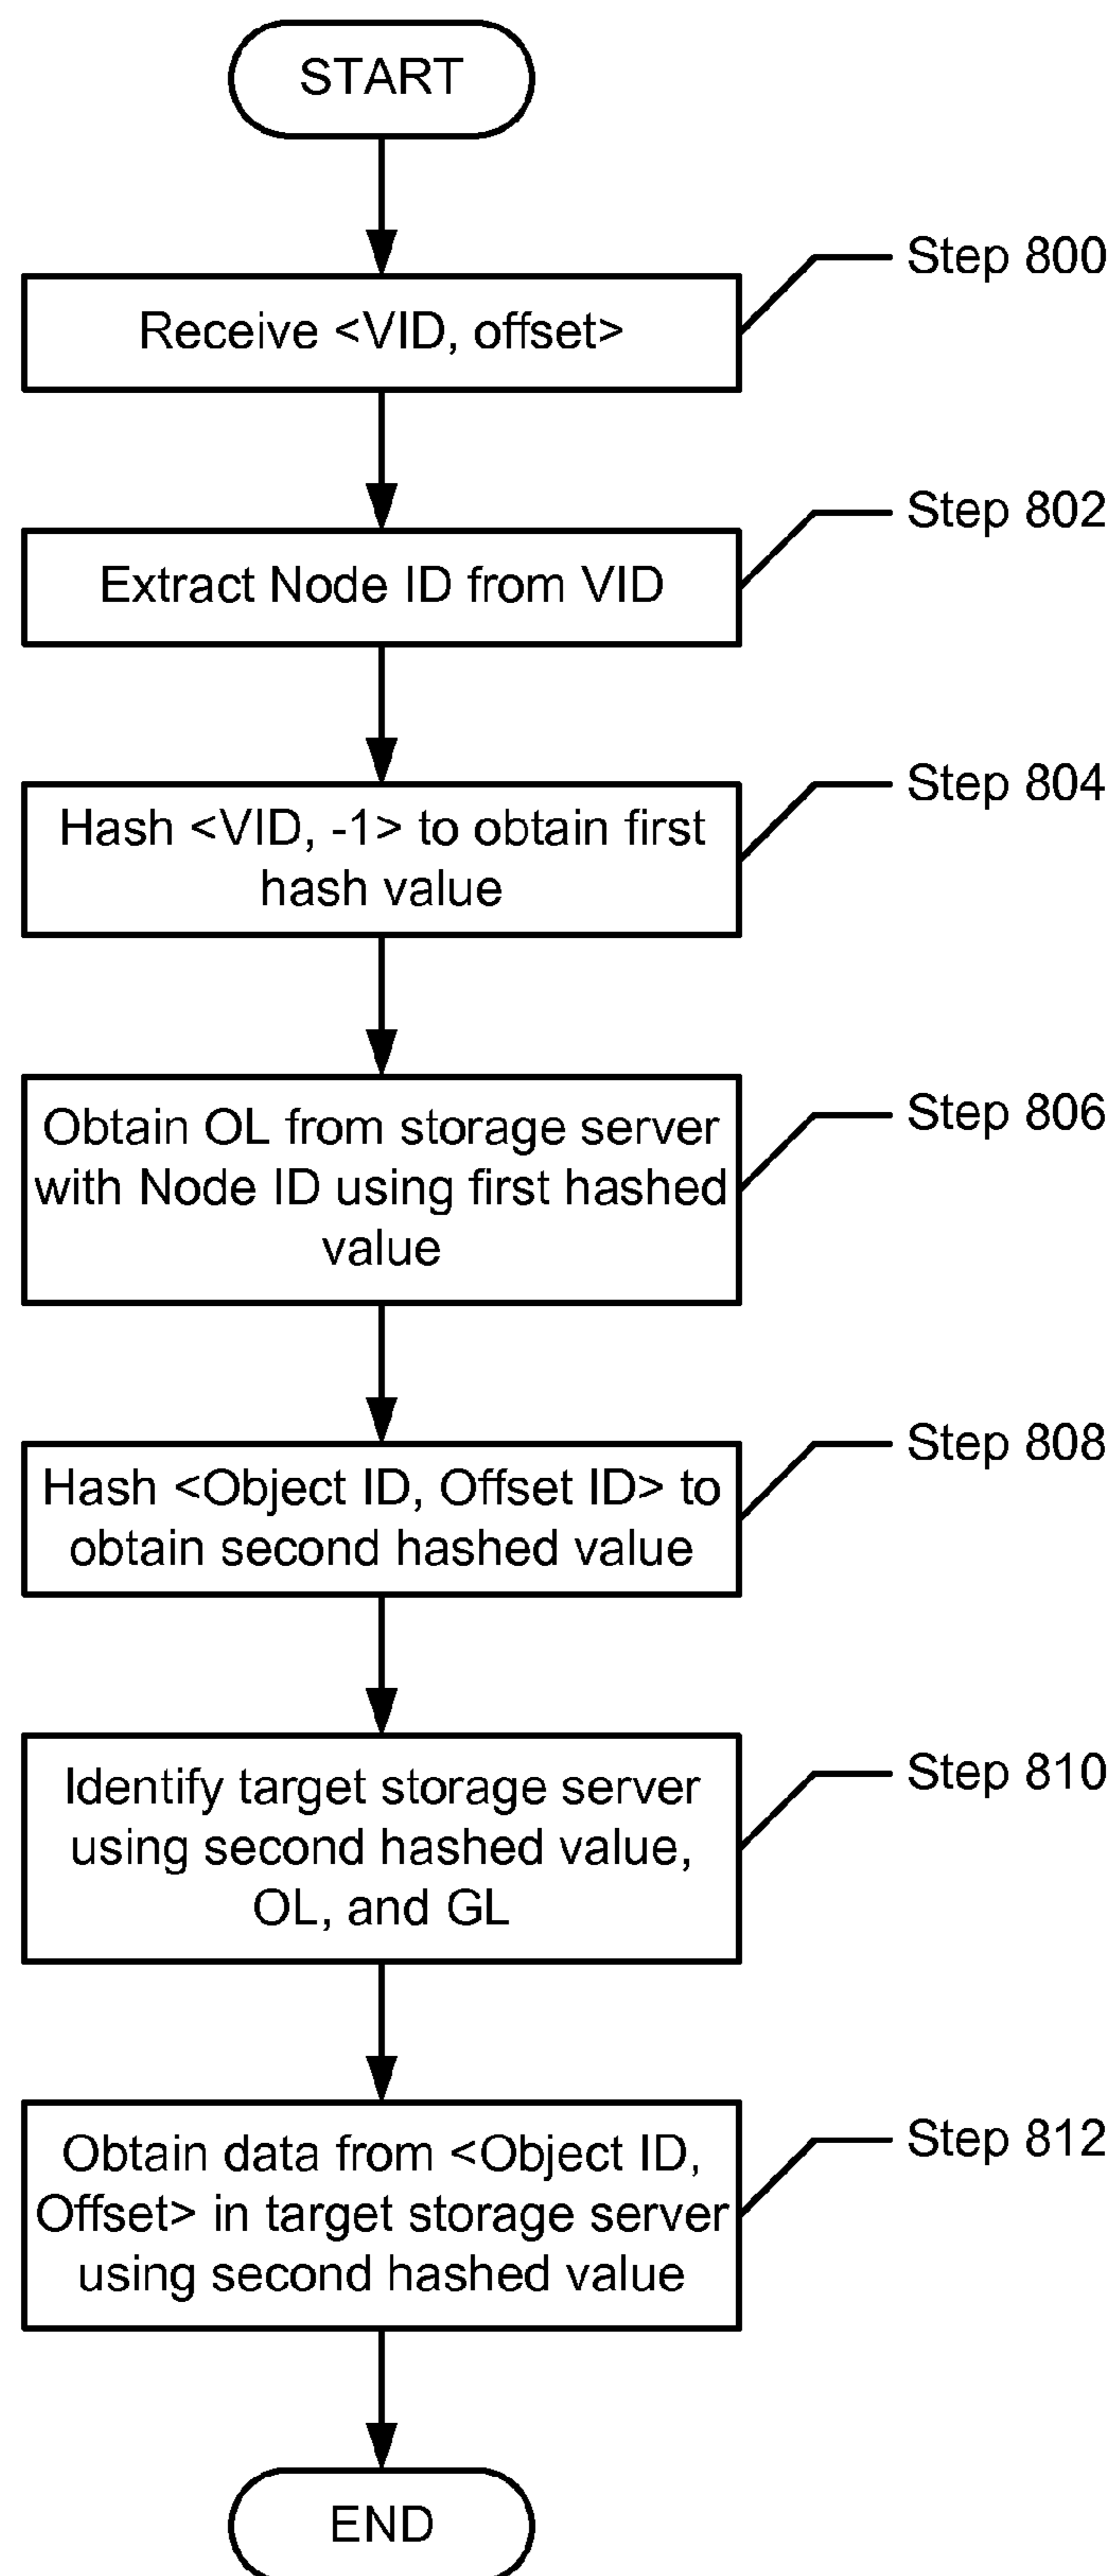 START
Step 800
Receive <VID, offset>
Step 802
Extract Node ID from VID
Step 804
Hash <VID, -1> to obtain first
hash value
Step 806
Obtain OL from storage server
with Node ID using first hashed
value
Step 808
Hash <Object ID, Offset ID> to
obtain second hashed value
Step 810
Identify target storage server
using second hashed value,
OL, and GL
Step 812
Obtain data from <Object ID,
Offset> in target storage server
using second hashed value
END